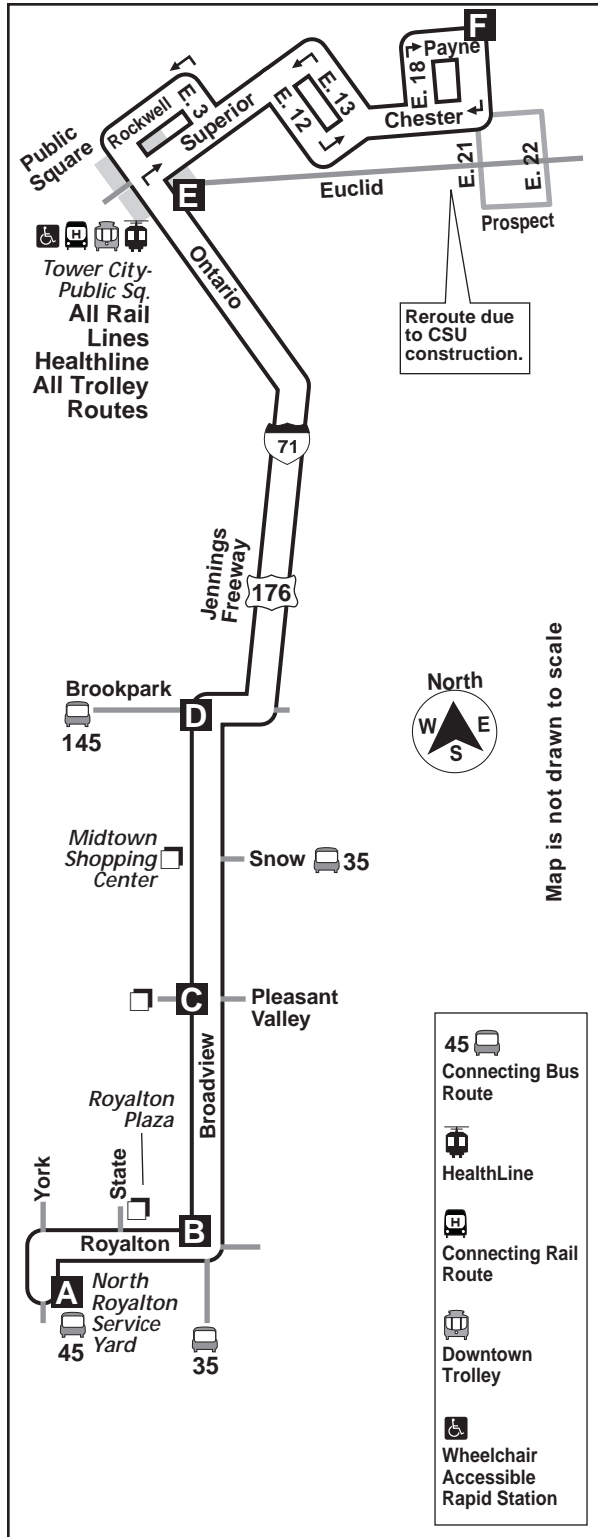 F
Payne
E. 18
Chester
E. 13
E. 12
E. 3
Rockwell
Superior
Public
Square
E
Euclid
E. 21
E. 22
Prospect
Ontario
H
Tower City-
Public Sq.
All Rail
Lines
Healthline
All Trolley
Routes
Reroute due
to CSU
construction.
71
Jennings
Freeway
176
Brookpark
D
145
North
W
E
S
Map is not drawn to scale
Midtown
Shopping
Center
Snow
35
C
Pleasant
Valley
Broadview
Royalton
Plaza
York
State
B
Royalton
A
North
Royalton
Service
Yard
45
35
45
Connecting Bus
Route
HealthLine
H
Connecting Rail
Route
Downtown
Trolley
Wheelchair
Accessible
Rapid Station